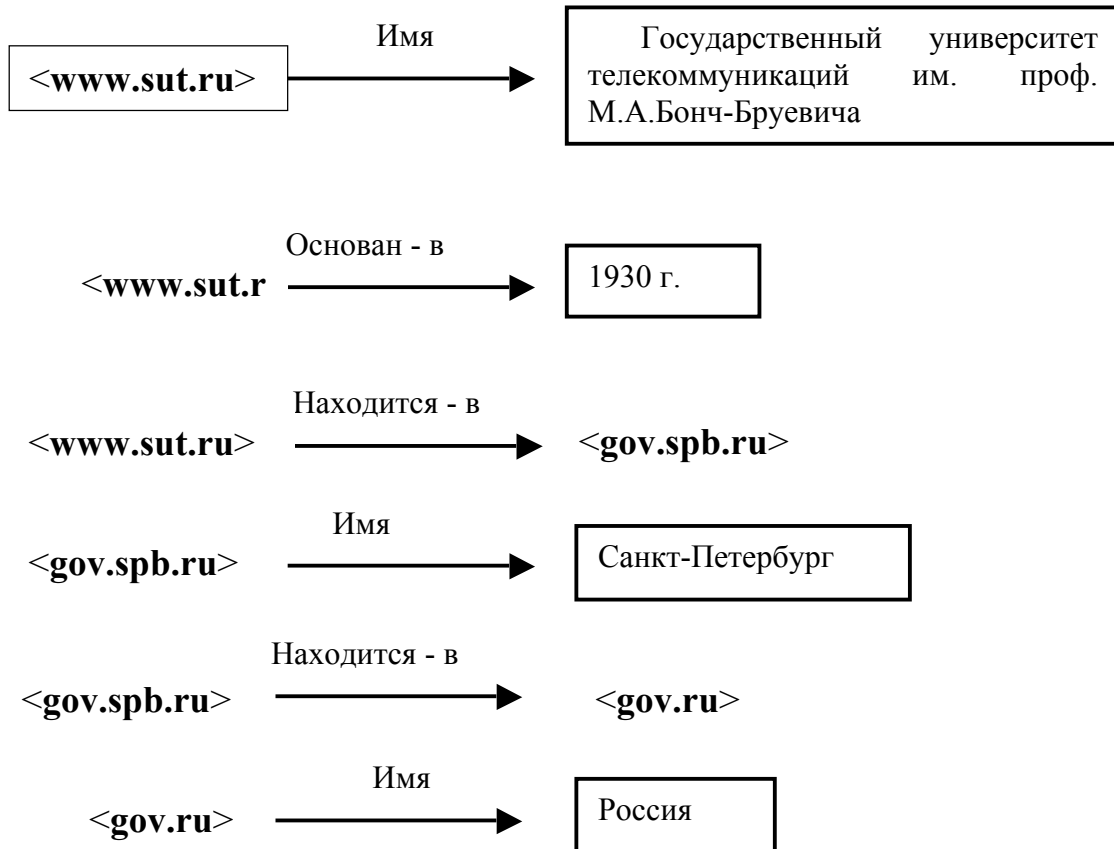 Имя
<www.sut.ru>
Государственный университет
телекоммуникаций им. проф.
М.А.Бонч-Бруевича
Основан - в
<www.sut.r
1930 г.
Находится - в
<www.sut.ru>
<gov.spb.ru>
Имя
<gov.spb.ru>
Санкт-Петербург
Находится - в
<gov.spb.ru>
<gov.ru>
Имя
<gov.ru>
Россия